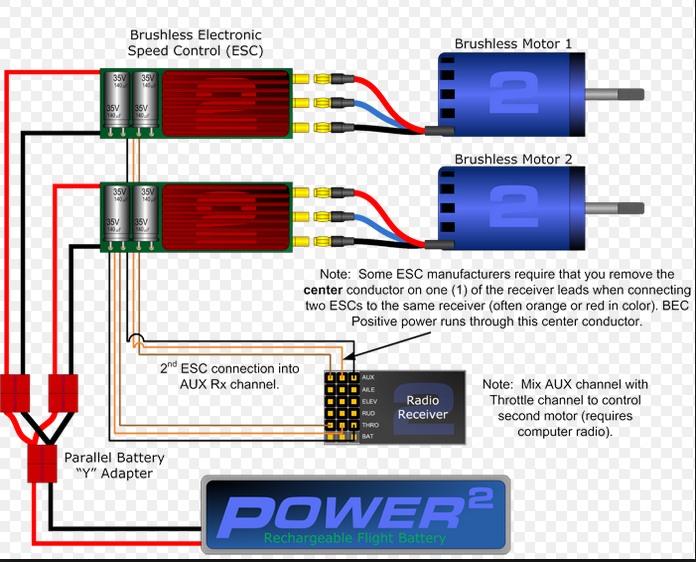 Brushless Electronic
Speed Control (ESC)
Brushless Motor 1
35V
140µF
35V
140µF
35V
140µF
35V
140µF
2
2
Brushless Motor 2
35V
140µF
35V
140µF
35V
140µF
35V
140µF
2
2
Note: Some ESC manufacturers require that you remove the
center conductor on one (1) of the receiver leads when connecting
two ESCs to the same receiver (often orange or red in color). BEC
Positive power runs through this center conductor.
2nd ESC connection into
AUX Rx channel.
AUX
AILE
ELEV
RUD
THRO
BAT
2
Radio
Receiver
Note: Mix AUX channel with
Throttle channel to control
second motor (requires
computer radio).
Parallel Battery
“Y” Adapter
POWER2
Rechargeable Flight Battery